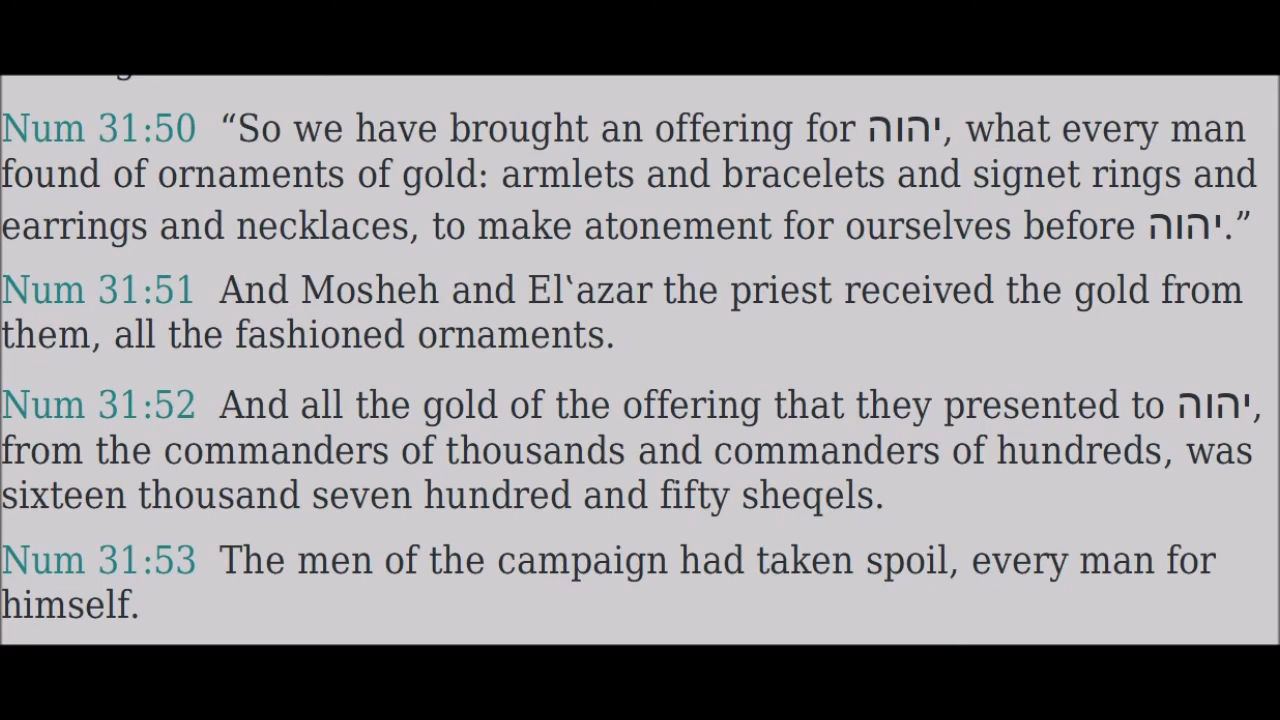 Num 31:50 “So we have brought an offering for יהוה, what every man
found of ornaments of gold: armlets and bracelets and signet rings and
earrings and necklaces, to make atonement for ourselves before יהוה.”
Num 31:51 And Mosheh and El‛azar the priest received the gold from
them, all the fashioned ornaments.
Num 31:52 And all the gold of the offering that they presented to יהוה,
from the commanders of thousands and commanders of hundreds, was
sixteen thousand seven hundred and fifty sheqels.
Num 31:53 The men of the campaign had taken spoil, every man for
himself.